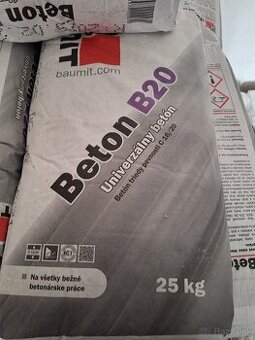 Beton
baumit.com
Beton B20
Univerzálny betón
Betón triedy pevnosti C 16/20
Na všetky bežné
betonárske práce
25 kg
Beton